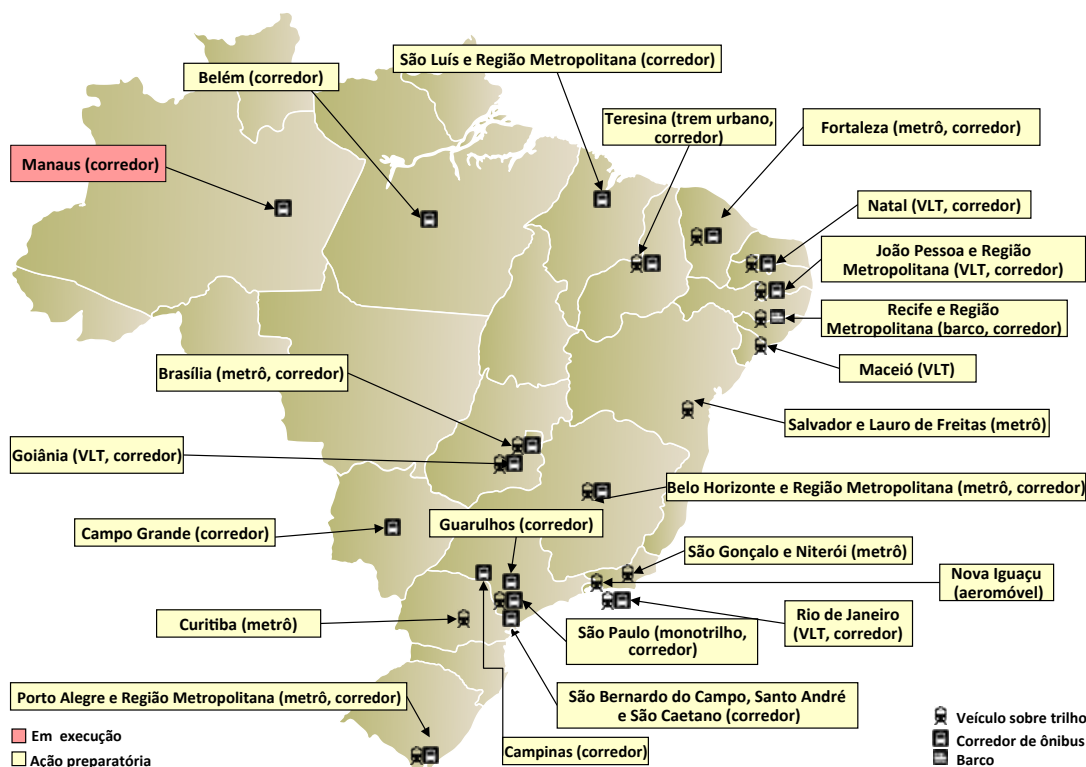 São Luís e Região Metropolitana (corredor)
Belém (corredor)
Teresina (trem urbano,
corredor)
Fortaleza (metrô, corredor)
Manaus (corredor)
Natal (VLT, corredor)
João Pessoa e Região
Metropolitana (VLT, corredor)
Recife e Região
Metropolitana (barco, corredor)
Maceió (VLT)
Brasília (metrô, corredor)
Salvador e Lauro de Freitas (metrô)
Goiânia (VLT, corredor)
Belo Horizonte e Região Metropolitana (metrô, corredor)
Campo Grande (corredor)
Guarulhos (corredor)
São Gonçalo e Niterói (metrô)
Nova Iguaçu
(aeromóvel)
Curitiba (metrô)
São Paulo (monotrilho,
corredor)
Rio de Janeiro
(VLT, corredor)
Porto Alegre e Região Metropolitana (metrô, corredor)
São Bernardo do Campo, Santo André
e São Caetano (corredor)
Campinas (corredor)
Em execução
Ação preparatória
Veículo sobre trilho
Corredor de ônibus
Barco